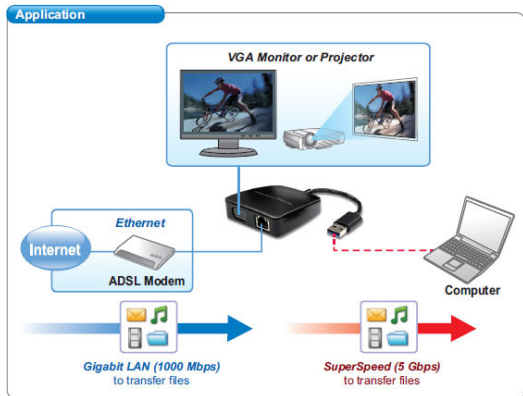 Application
VGA Monitor or Projector
Ethernet
Internet
ADSL Modem
Computer
Gigabit LAN (1000 Mbps)
to transfer files
SuperSpeed (5 Gbps)
to transfer files